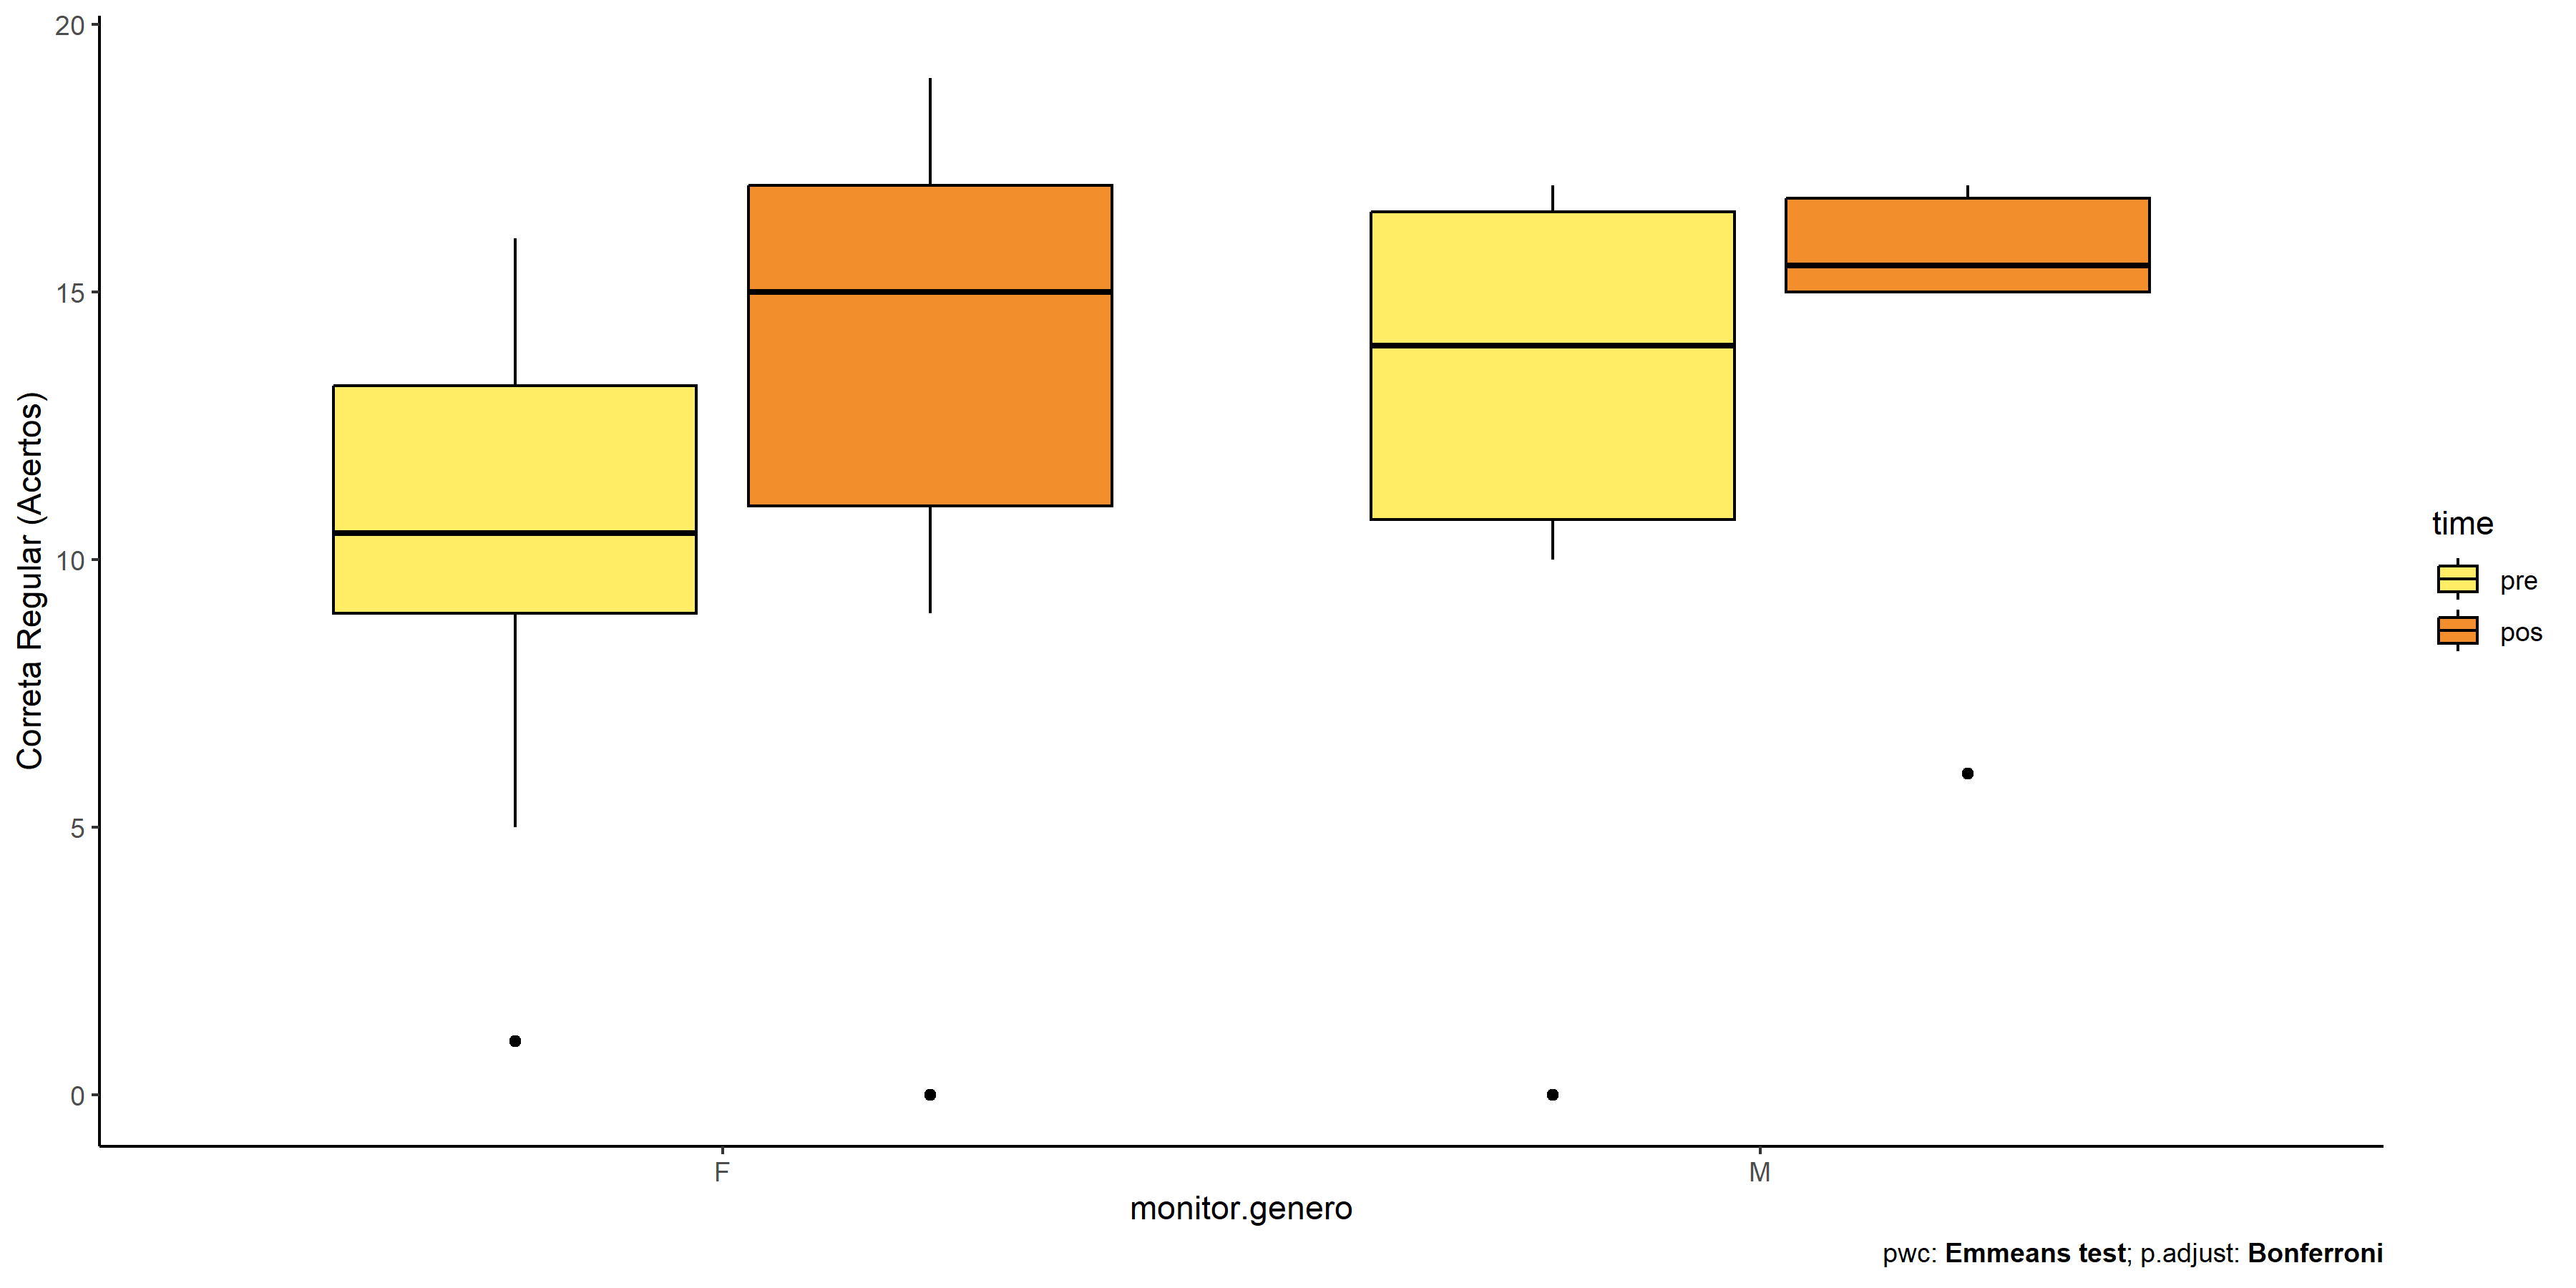 Correta Regular (Acertos)
20
15
10
5
0
F
M
monitor.genero
time
pre
pos
pwc: Emmeans test; p.adjust: Bonferroni